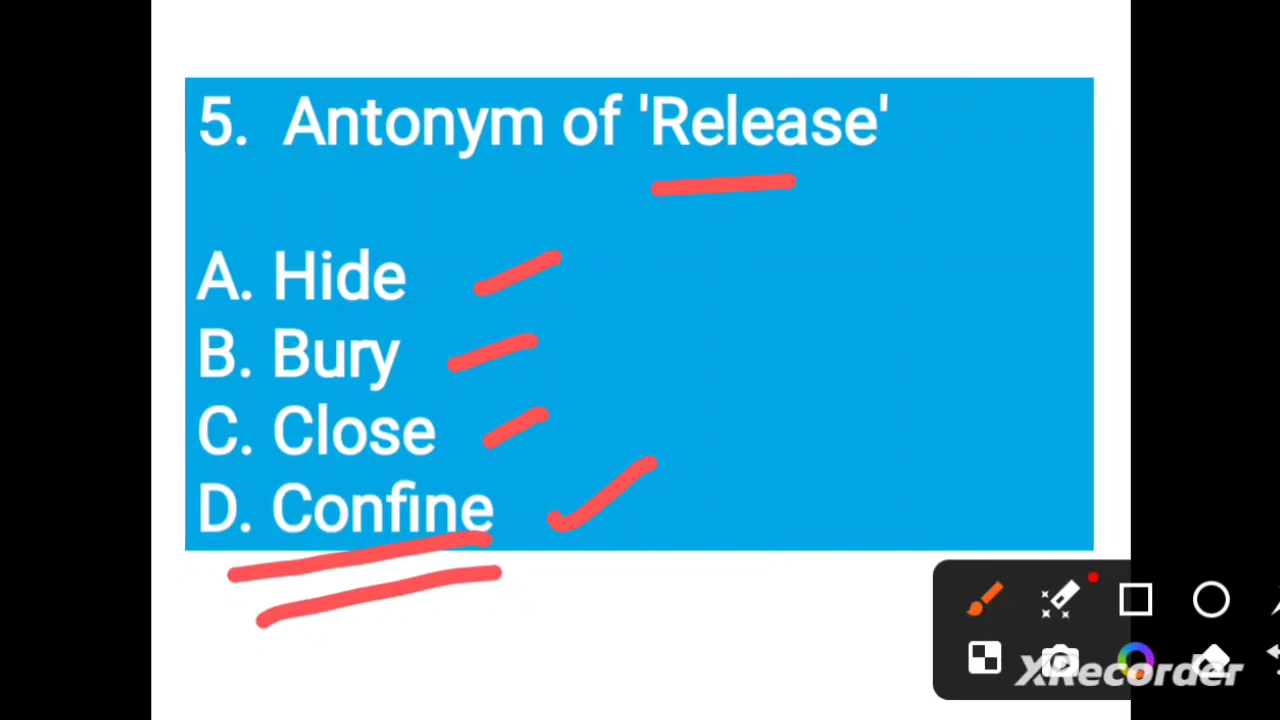 5. Antonym of 'Release'
A. Hide
B. Bury
C. Close
D. Confine
XRecorder